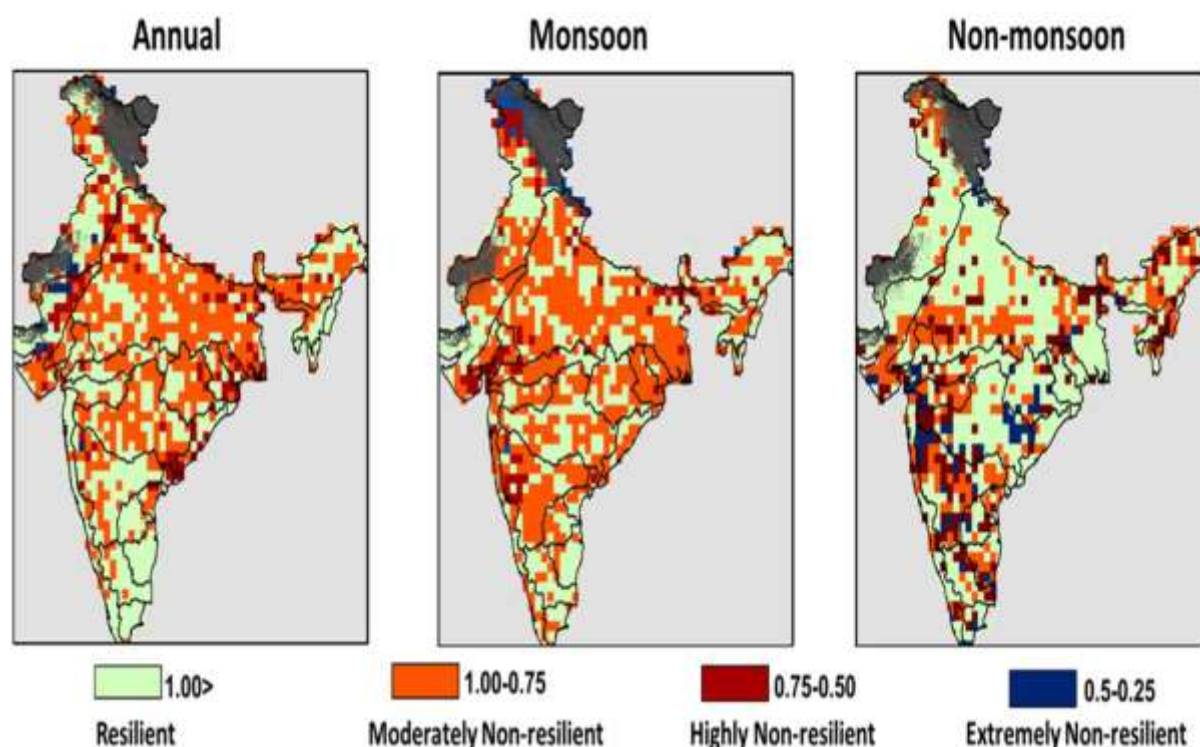 Annual Monsoon Non-monsoon
1.00> 1.00-0.75 0.75-0.50 0.5-0.25
Resilient Moderately Non-resilient Highly Non-resilient Extremely Non-resilient